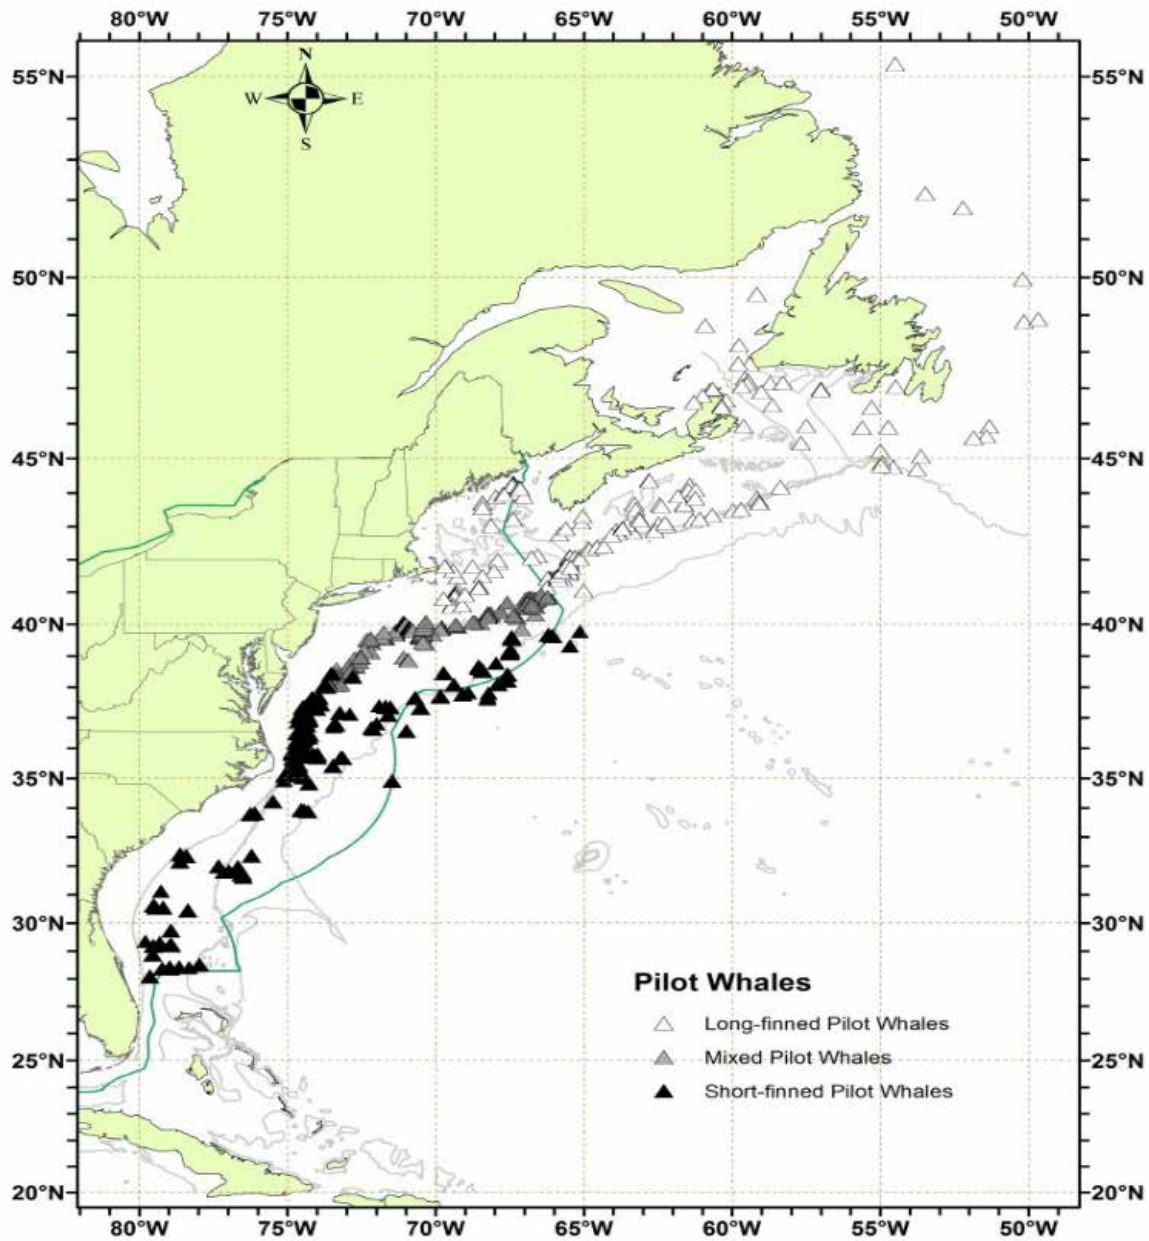 80°W 75°W 70°W 65°W 60°W 55°W 50°W
N
W E
S
55°N 55°N
50°N 50°N
45°N 45°N
40°N 40°N
35°N 35°N
30°N 30°N
Pilot Whales
Long-finned Pilot Whales
25°N Mixed Pilot Whales 25°N
Short-finned Pilot Whales
20°N 20°N
80°W 75°W 70°W 65°W 60°W 55°W 50°W